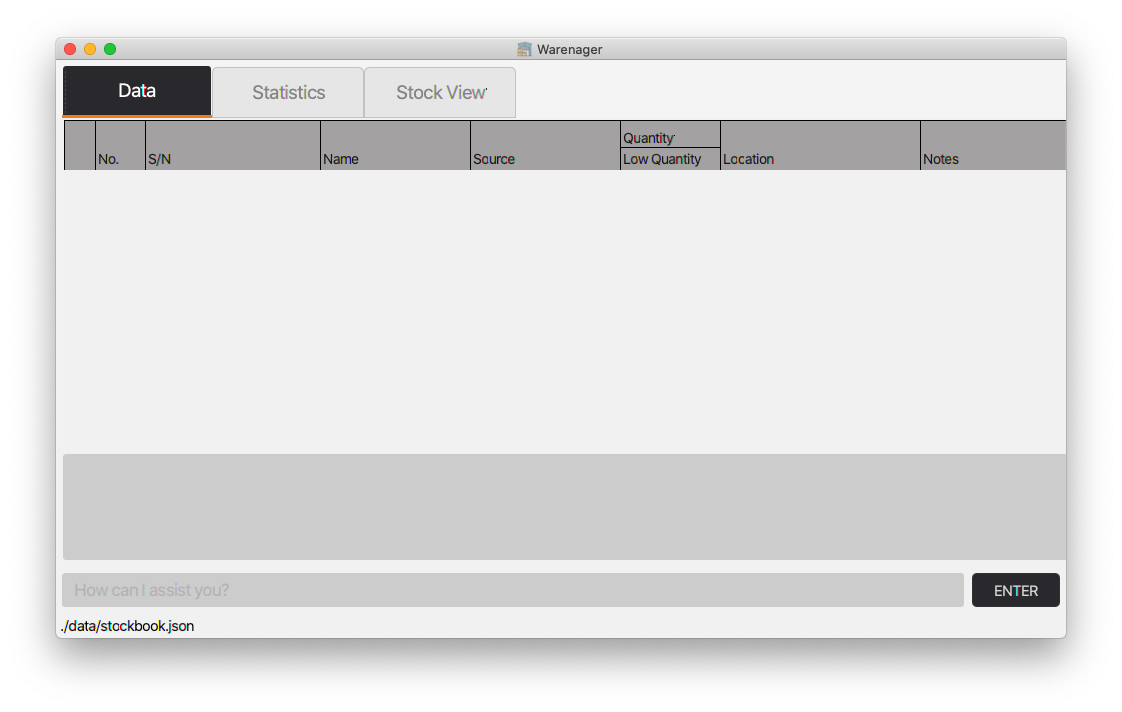 Warenager
Data Statistics Stock View
Quantity
No. S/N Name Source Low Quantity Location Notes
How can I assist you?
ENTER
./data/stockbook.json